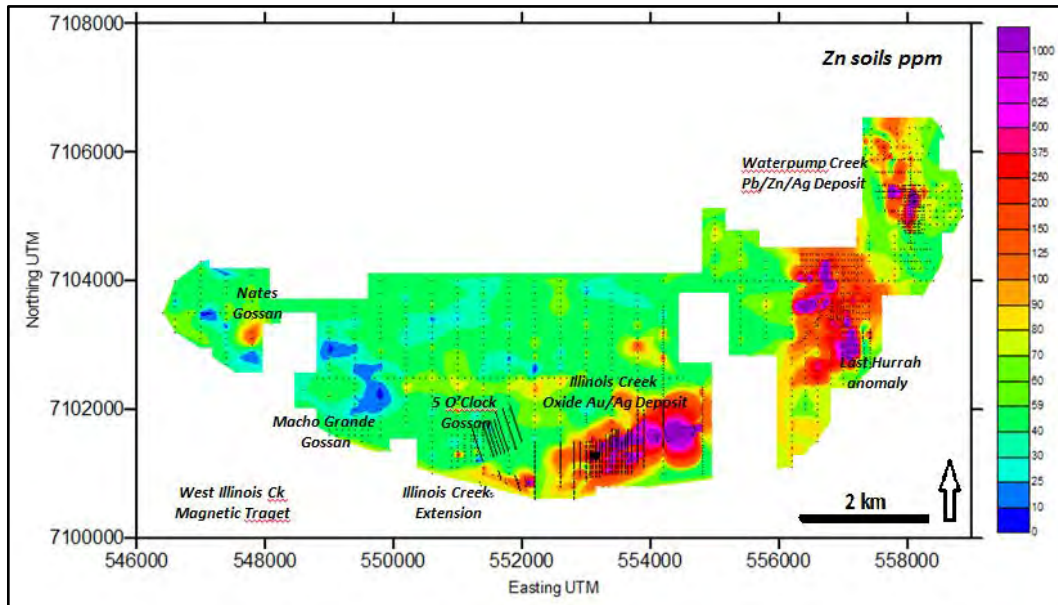 7108000
Zn soils ppm
7106000
Waterpump Creek
Pb/Zn/Ag Deposit
7104000
Nates
Gossan
Last Hurrah
anomaly
7102000
Macho Grande
Gossan
5 O'Clock
Gossan
Illinois Creek
Oxide Au/Ag Deposit
West Illinois Ck
Magnetic Traget
Illinois Creek
Extension
2 km
7100000
546000 548000 550000 552000 554000 556000 558000
Easting UTM
Northing UTM
1000
750
625
500
375
250
150
125
100
90
80
70
60
50
45
40
35
30
25
10
0